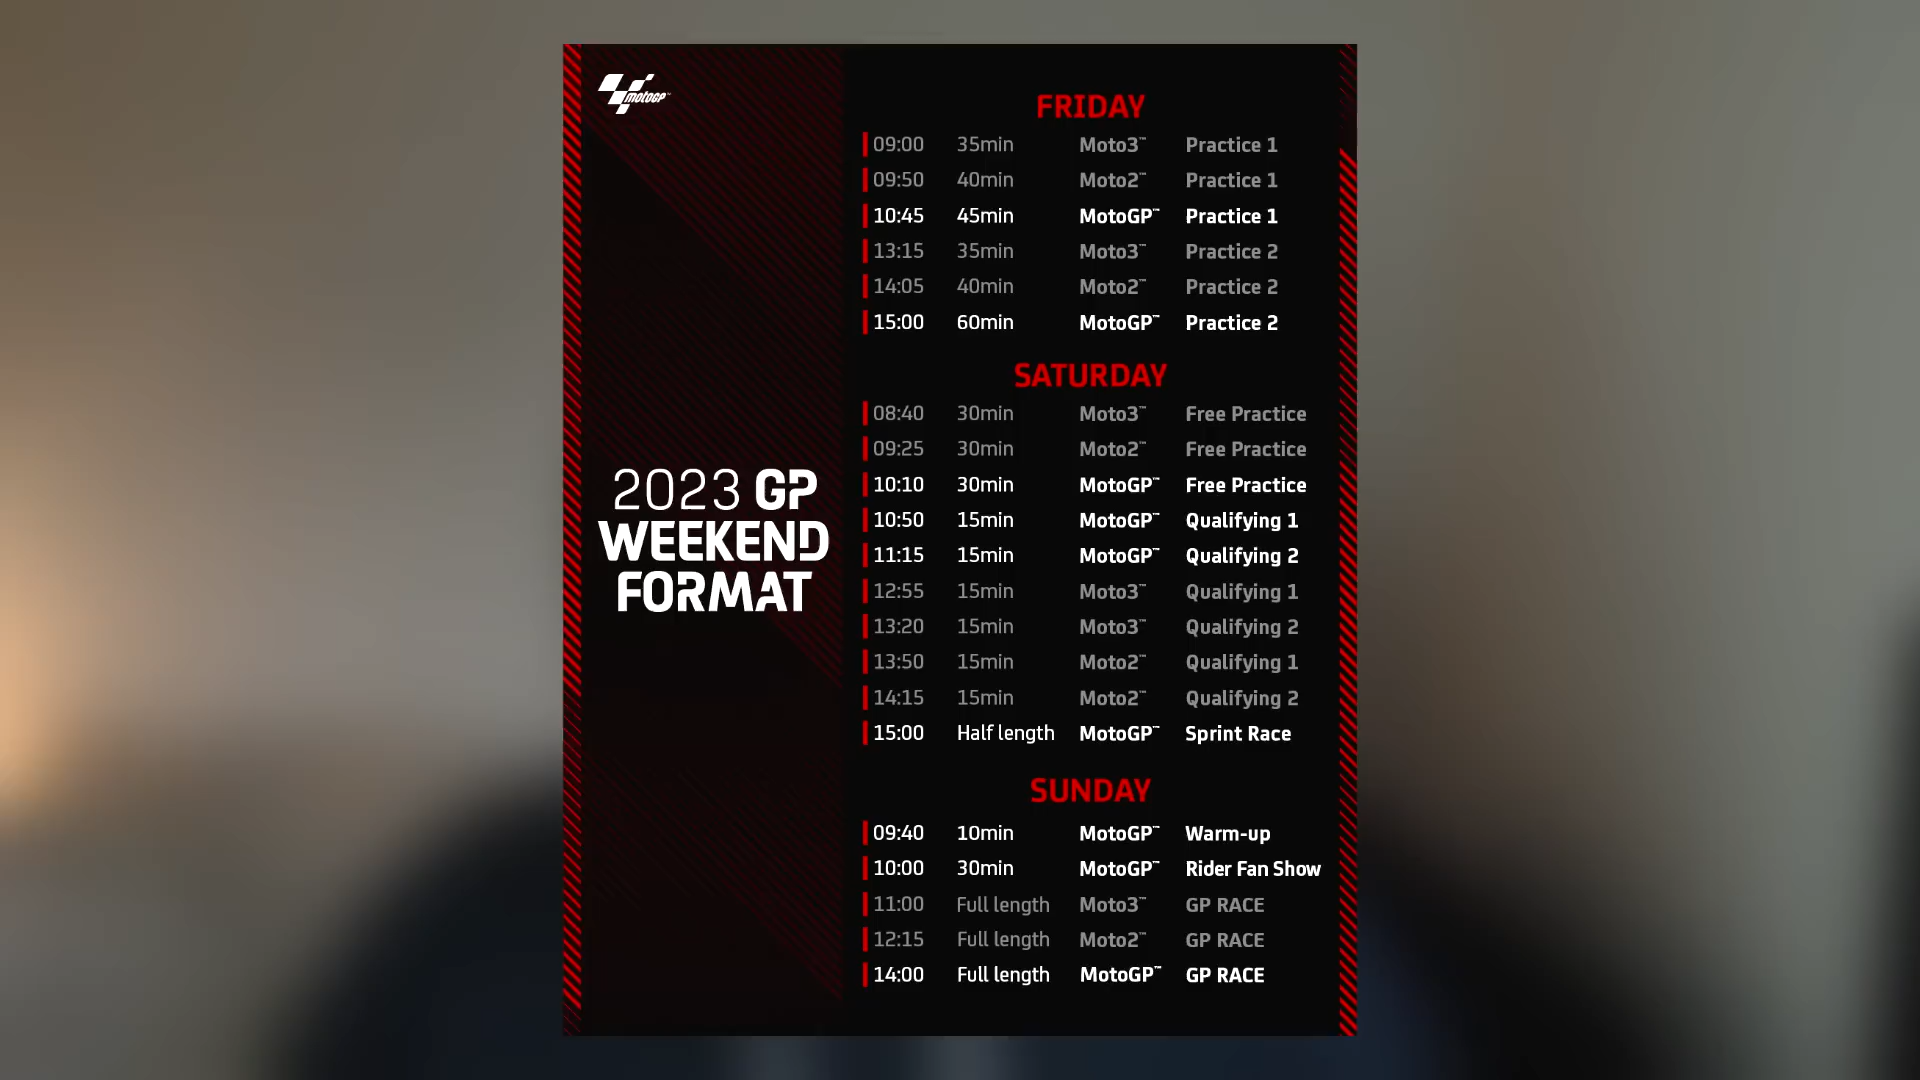 motoGP™
2023 GP
WEEKEND
FORMAT
FRIDAY
09:00 35min Moto3™ Practice 1
09:50 40min Moto2™ Practice 1
10:45 45min MotoGP™ Practice 1
13:15 35min Moto3™ Practice 2
14:05 40min Moto2™ Practice 2
15:00 60min MotoGP™ Practice 2
SATURDAY
08:40 30min Moto3™ Free Practice
09:25 30min Moto2™ Free Practice
10:10 30min MotoGP™ Free Practice
10:50 15min MotoGP™ Qualifying 1
11:15 15min MotoGP™ Qualifying 2
12:55 15min Moto3™ Qualifying 1
13:20 15min Moto3™ Qualifying 2
13:50 15min Moto2™ Qualifying 1
14:15 15min Moto2™ Qualifying 2
15:00 Half length MotoGP™ Sprint Race
SUNDAY
09:40 10min MotoGP™ Warm-up
10:00 30min MotoGP™ Rider Fan Show
11:00 Full length Moto3™ GP RACE
12:15 Full length Moto2™ GP RACE
14:00 Full length MotoGP™ GP RACE